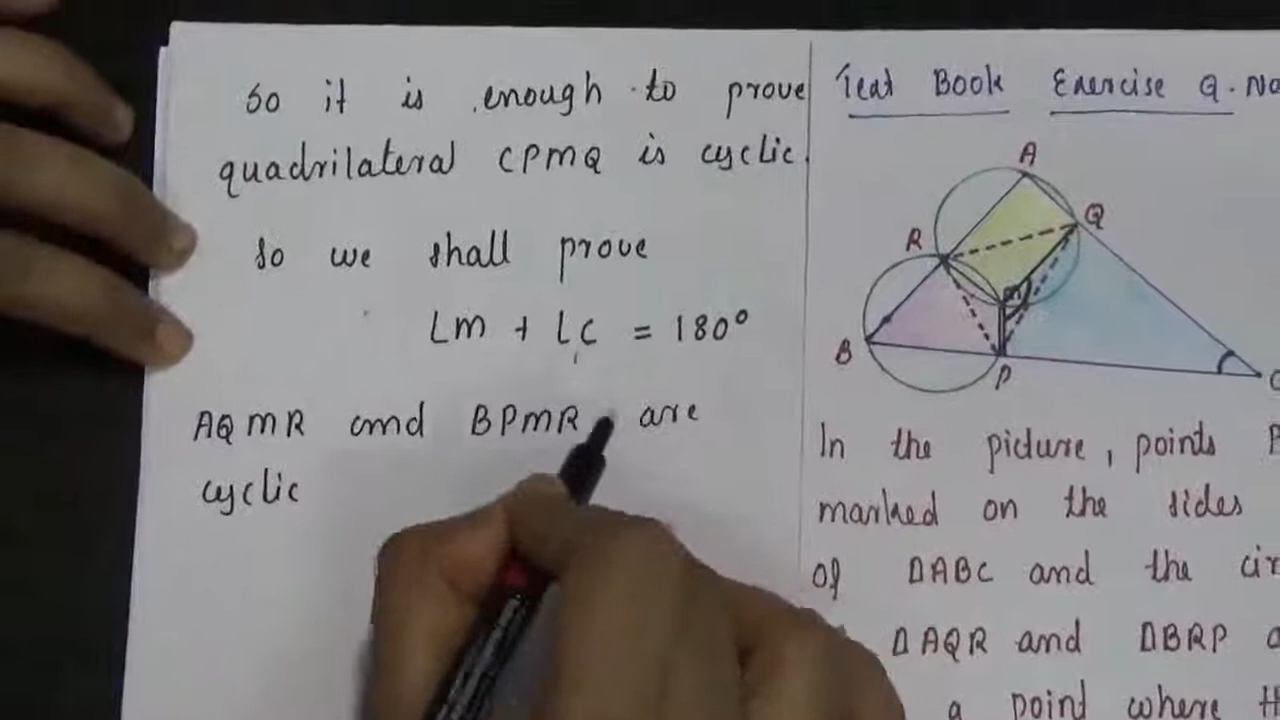 So it is enough to prove
quadrilateral CPMQ is cyclic
So we shall prove
∠m + ∠C = 180°
AQMR and BPMR are
cyclic
Text Book Exercise Q. No
A
Q
R
m
B
P
In the picture, points
marked on the sides
of ΔABC and the
ΔAQR and ΔBRP
a point where